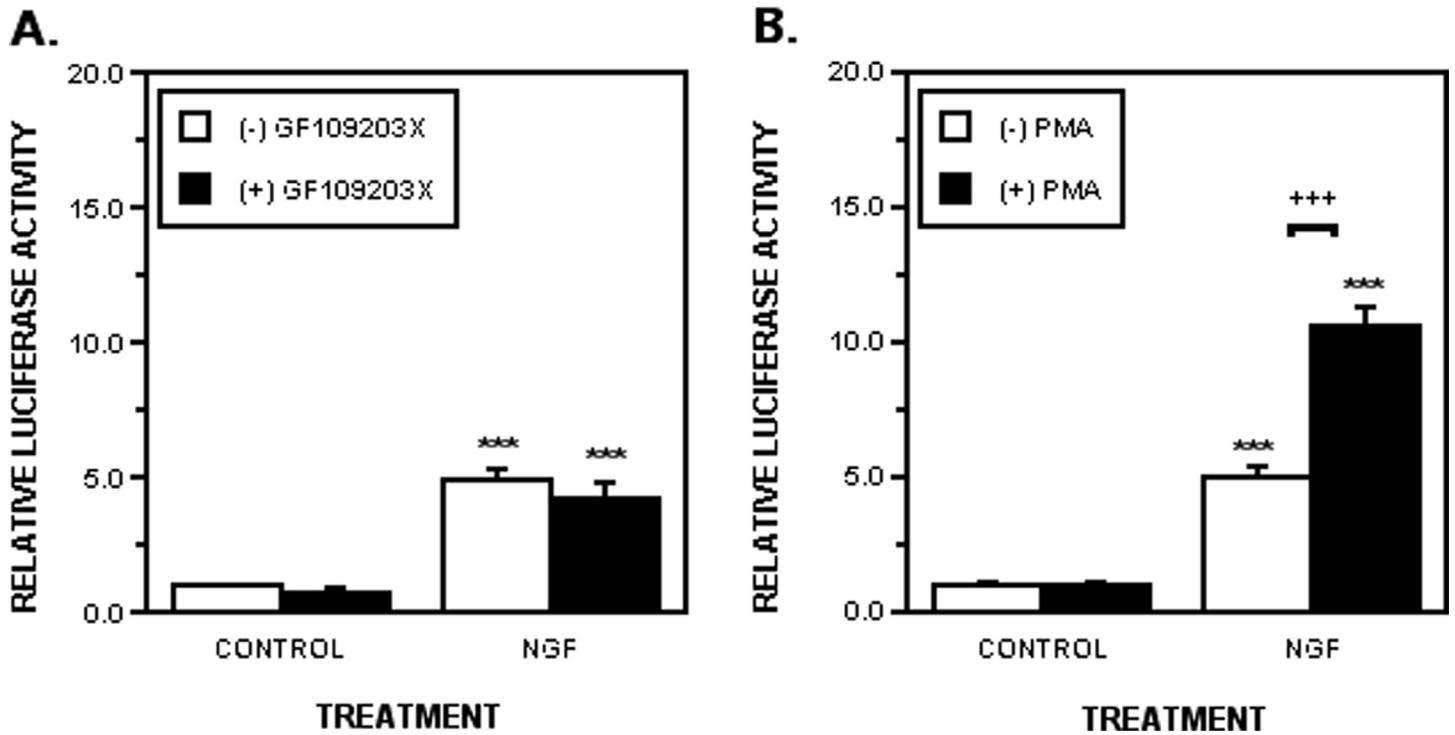 A.
RELATIVE LUCIFERASE ACTIVITY
20.0
15.0
10.0
5.0
0.0
(-) GF109203X
(+) GF109203X
***
***
CONTROL
NGF
TREATMENT
B.
RELATIVE LUCIFERASE ACTIVITY
20.0
15.0
10.0
5.0
0.0
(-) PMA
(+) PMA
+++
***
***
CONTROL
NGF
TREATMENT